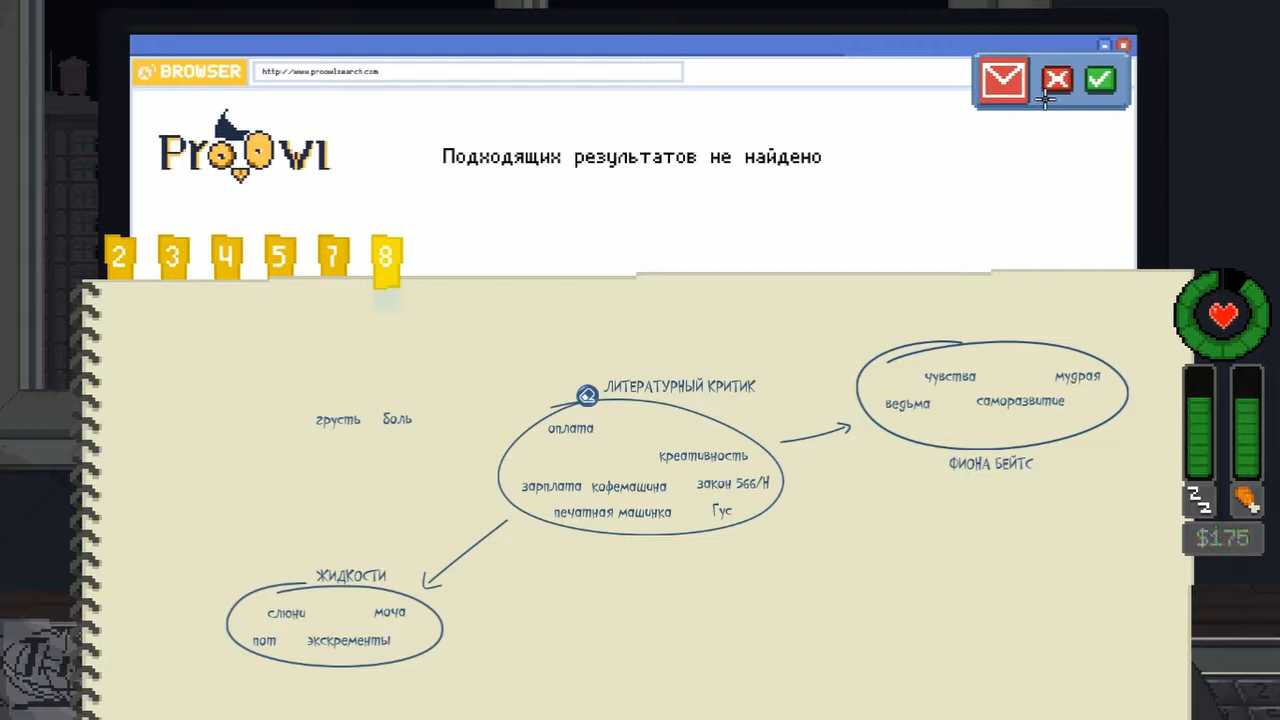 BROWSER
http://www.proowlsearch.com
PrOOwl
Подходящих результатов не найдено
2 3 4 5 7 8
ЛИТЕРАТУРНЫЙ КРИТИК
чувства мудрая
ведьма саморазвитие
грусть боль
оплата
креативность
ФИОНА БЕЙТС
зарплата кофемашина закон 566/Н
печатная машинка Гус
$175
ЖИДКОСТИ
слюни моча
пот экскременты